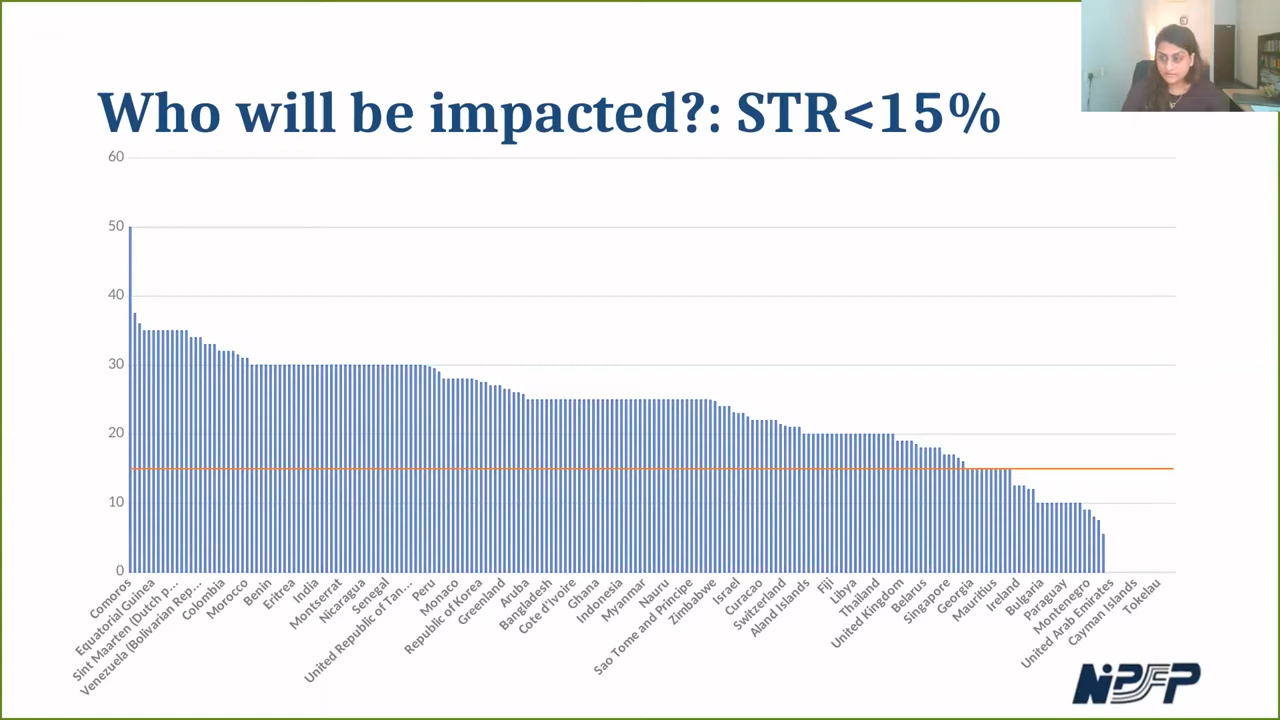 Who will be impacted?: STR<15%
60
50
40
30
20
10
0
Comoros
Equatorial Guinea
Sint Maarten (Dutch p...
Venezuela (Bolivarian Rep...
Colombia
Morocco
Benin
Eritrea
India
Montserrat
Nicaragua
Senegal
United Republic of Tan...
Peru
Monaco
Republic of Korea
Greenland
Aruba
Bangladesh
Cote d'Ivoire
Ghana
Indonesia
Myanmar
Nauru
Sao Tome and Principe
Zimbabwe
Israel
Curacao
Switzerland
Aland Islands
Fiji
Libya
Thailand
United Kingdom
Belarus
Singapore
Georgia
Mauritius
Ireland
Bulgaria
Paraguay
Montenegro
United Arab Emirates
Cayman Islands
Tokelau
NIPFP